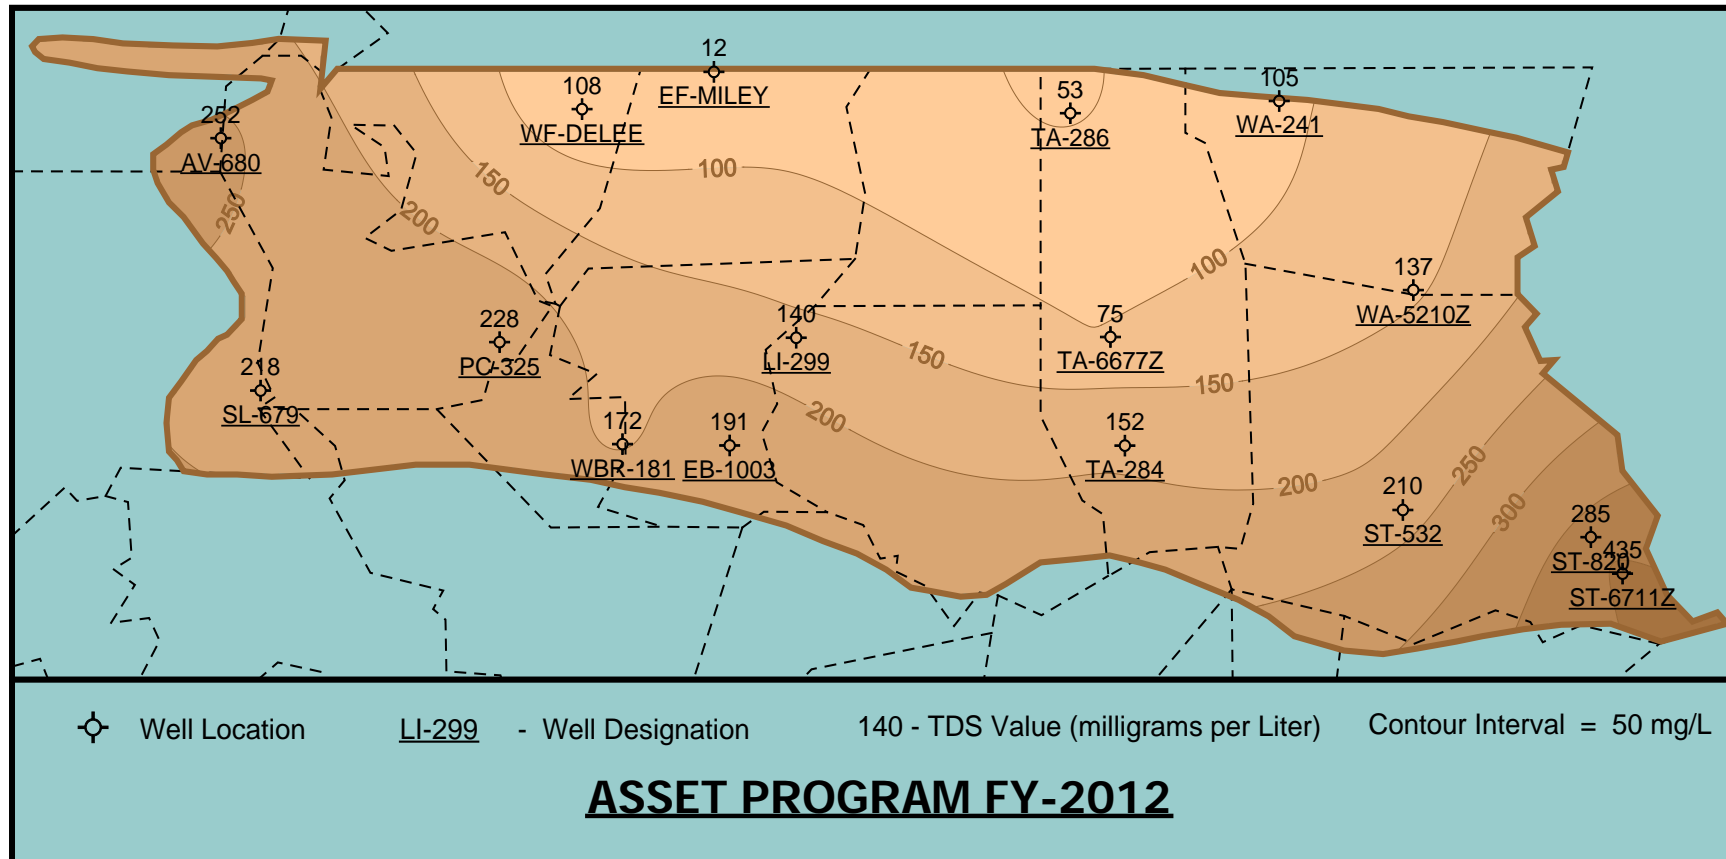 12
EF-MILEY
108
WF-DELEE
53
TA-286
105
WA-241
252
AV-680
100
150
200
250
100
137
WA-5210Z
228
PC-325
140
LI-299
75
TA-6677Z
150
150
218
SL-679
200
172
WBR-181
191
EB-1003
152
TA-284
200
250
300
210
ST-532
285
ST-820
435
ST-6711Z
Well Location
LI-299 - Well Designation
140 - TDS Value (milligrams per Liter)
Contour Interval = 50 mg/L
ASSET PROGRAM FY-2012